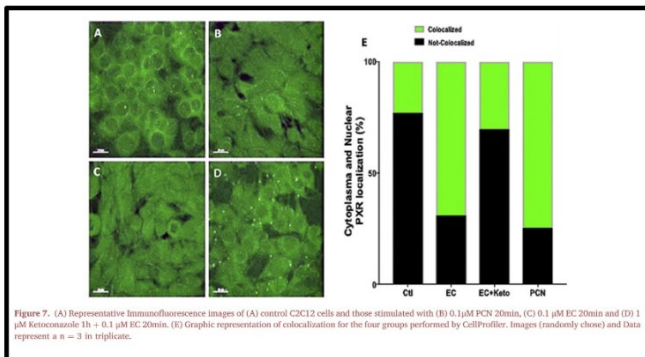 A
B
C
D
E
Colocalized
Not-Colocalized
100
50
0
Cytoplasma and Nuclear
PXR localization (%)
Ctl
EC
EC+Keto
PCN
Figure 7. (A) Representative Immunofluorescence images of (A) control C2C12 cells and those stimulated with (B) 0.1μM PCN 20min, (C) 0.1 μM EC 20min and (D) 1
μM Ketoconazole 1h + 0.1 μM EC 20min. (E) Graphic representation of colocalization for the four groups performed by CellProfiler. Images (randomly chose) and Data
represent a n = 3 in triplicate.